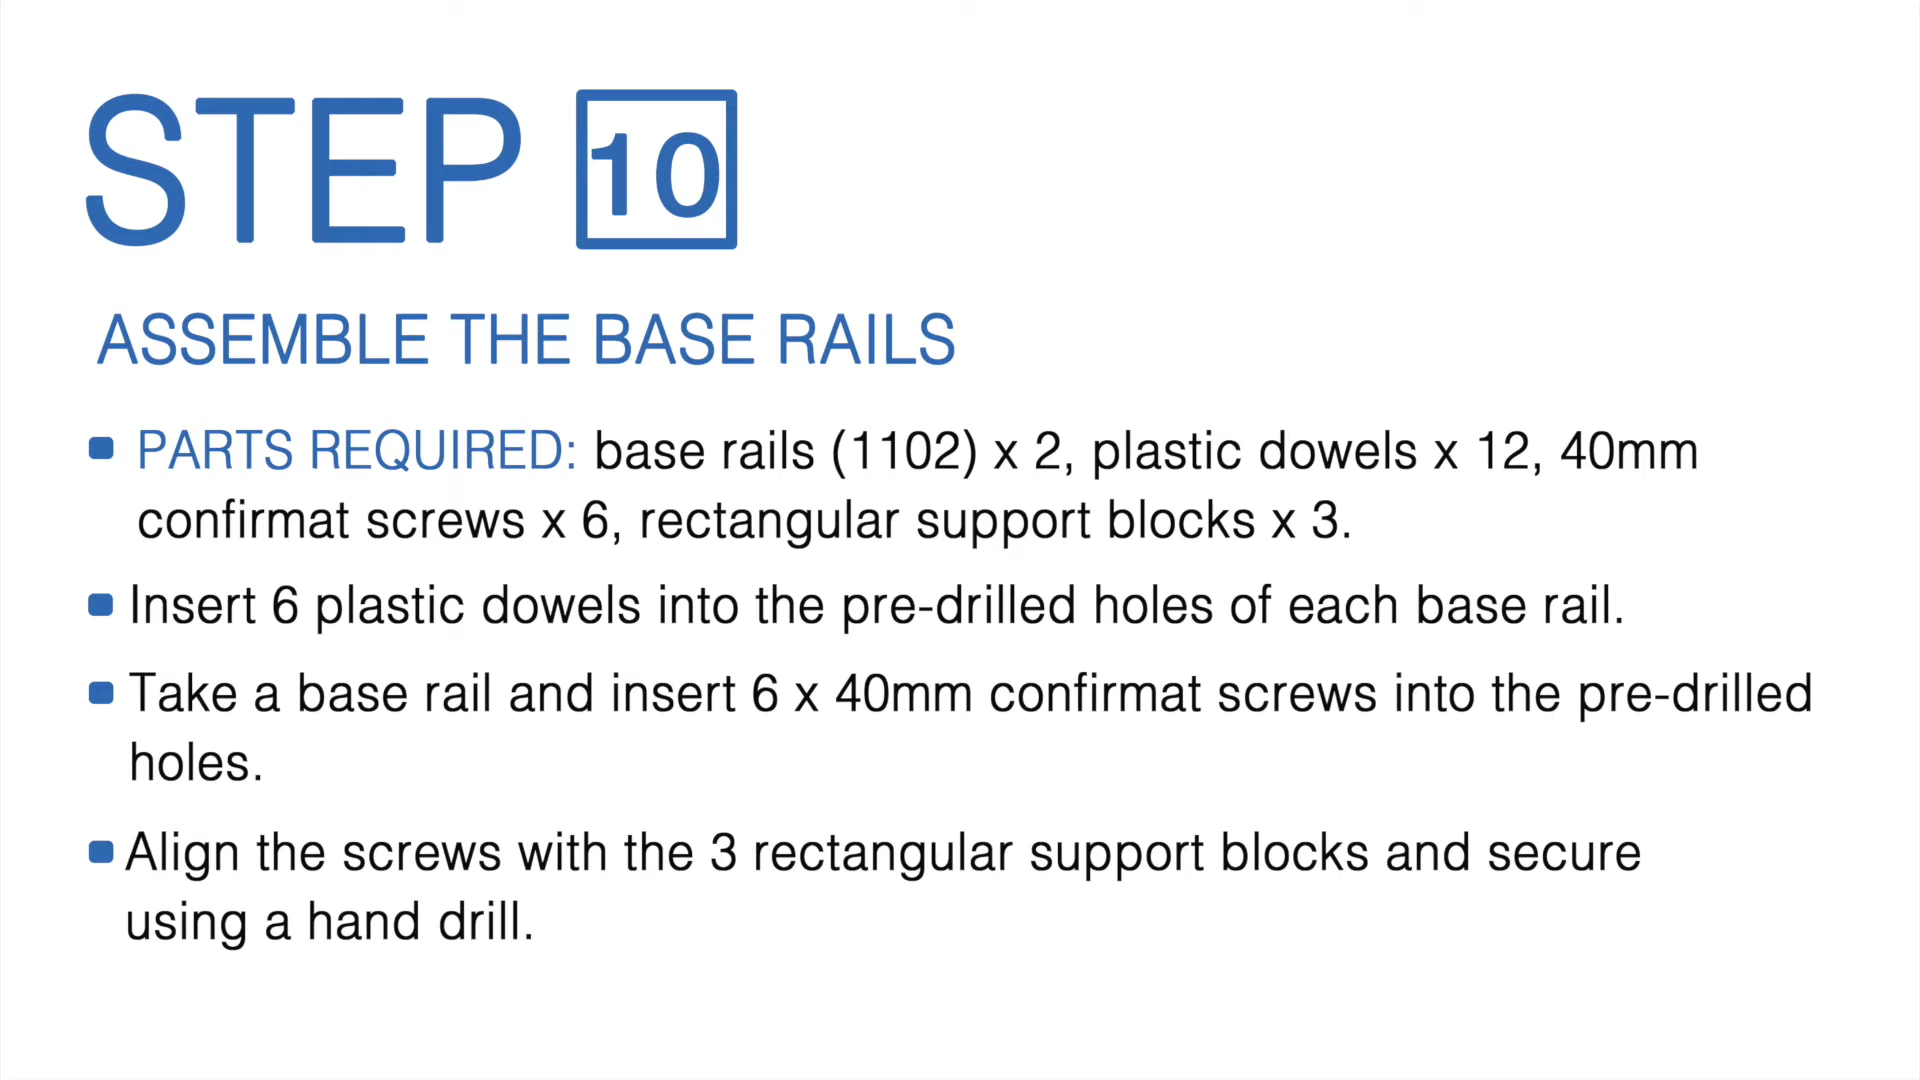 STEP 10
ASSEMBLE THE BASE RAILS
PARTS REQUIRED: base rails (1102) x 2, plastic dowels x 12, 40mm
confirmat screws x 6, rectangular support blocks x 3.
Insert 6 plastic dowels into the pre-drilled holes of each base rail.
Take a base rail and insert 6 x 40mm confirmat screws into the pre-drilled
holes.
Align the screws with the 3 rectangular support blocks and secure
using a hand drill.